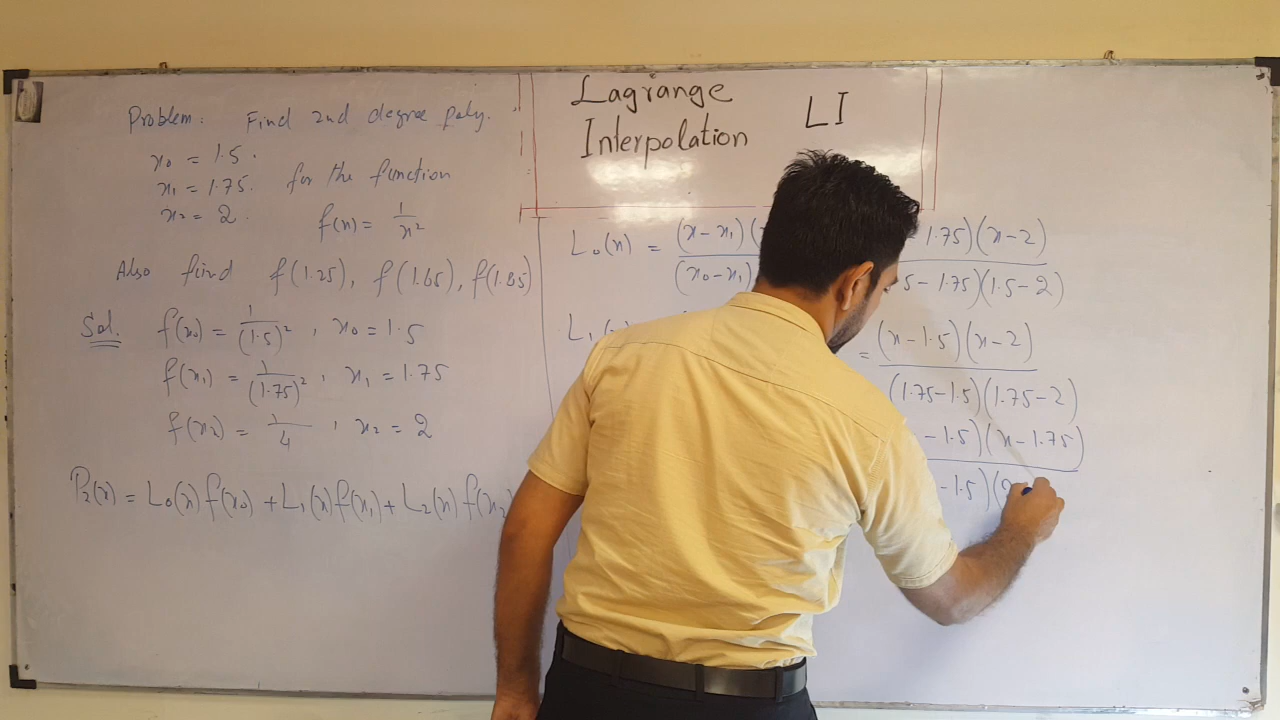 Problem: Find 2nd degree poly.
x₀ = 1.5.
x₁ = 1.75. for the function
x₂ = 2. f(x) = 1/x²
Also find f(1.25), f(1.65), f(1.85)
Sol. f(x₀) = 1/(1.5)², x₀ = 1.5
f(x₁) = 1/(1.75)², x₁ = 1.75
f(x₂) = 1/4, x₂ = 2
P₂(x) = L₀(x)f(x₀) + L₁(x)f(x₁) + L₂(x)f(x₂
Lagrange
Interpolation LI
L₀(x) = (x-x₁)( 1.75)(x-2)
(x₀-x₁) 5-1.75)(1.5-2)
L₁( = (x-1.5)(x-2)
(1.75-1.5)(1.75-2)
-1.5)(x-1.75)
-1.5)(2